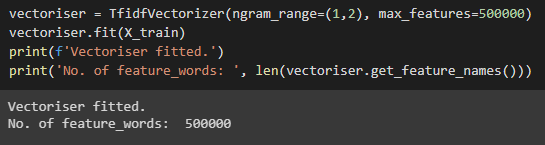 vectoriser = TfidfVectorizer(ngram_range=(1,2), max_features=500000)
vectoriser.fit(X_train)
print(f'Vectoriser fitted.')
print('No. of feature_words: ', len(vectoriser.get_feature_names()))
Vectoriser fitted.
No. of feature_words:  500000